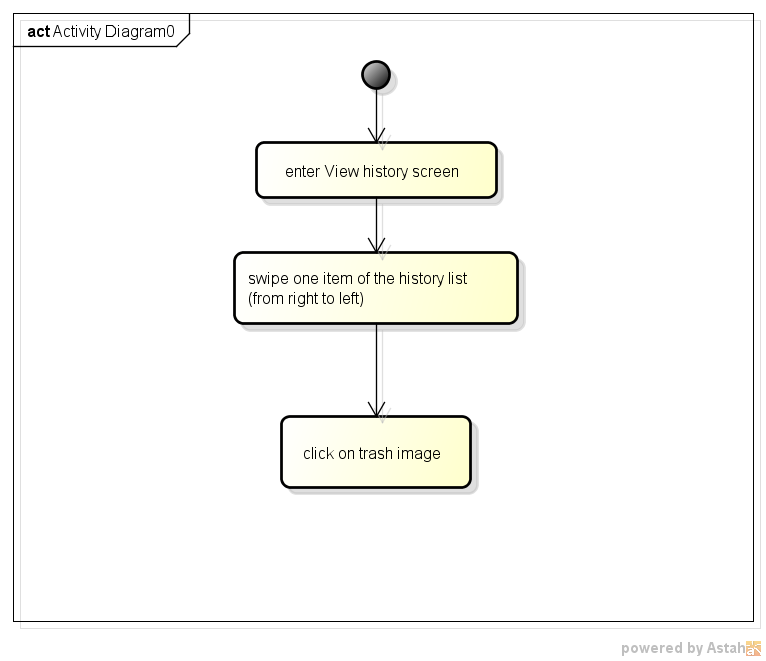 act Activity Diagram0
enter View history screen
swipe one item of the history list
(from right to left)
click on trash image
powered by Astah